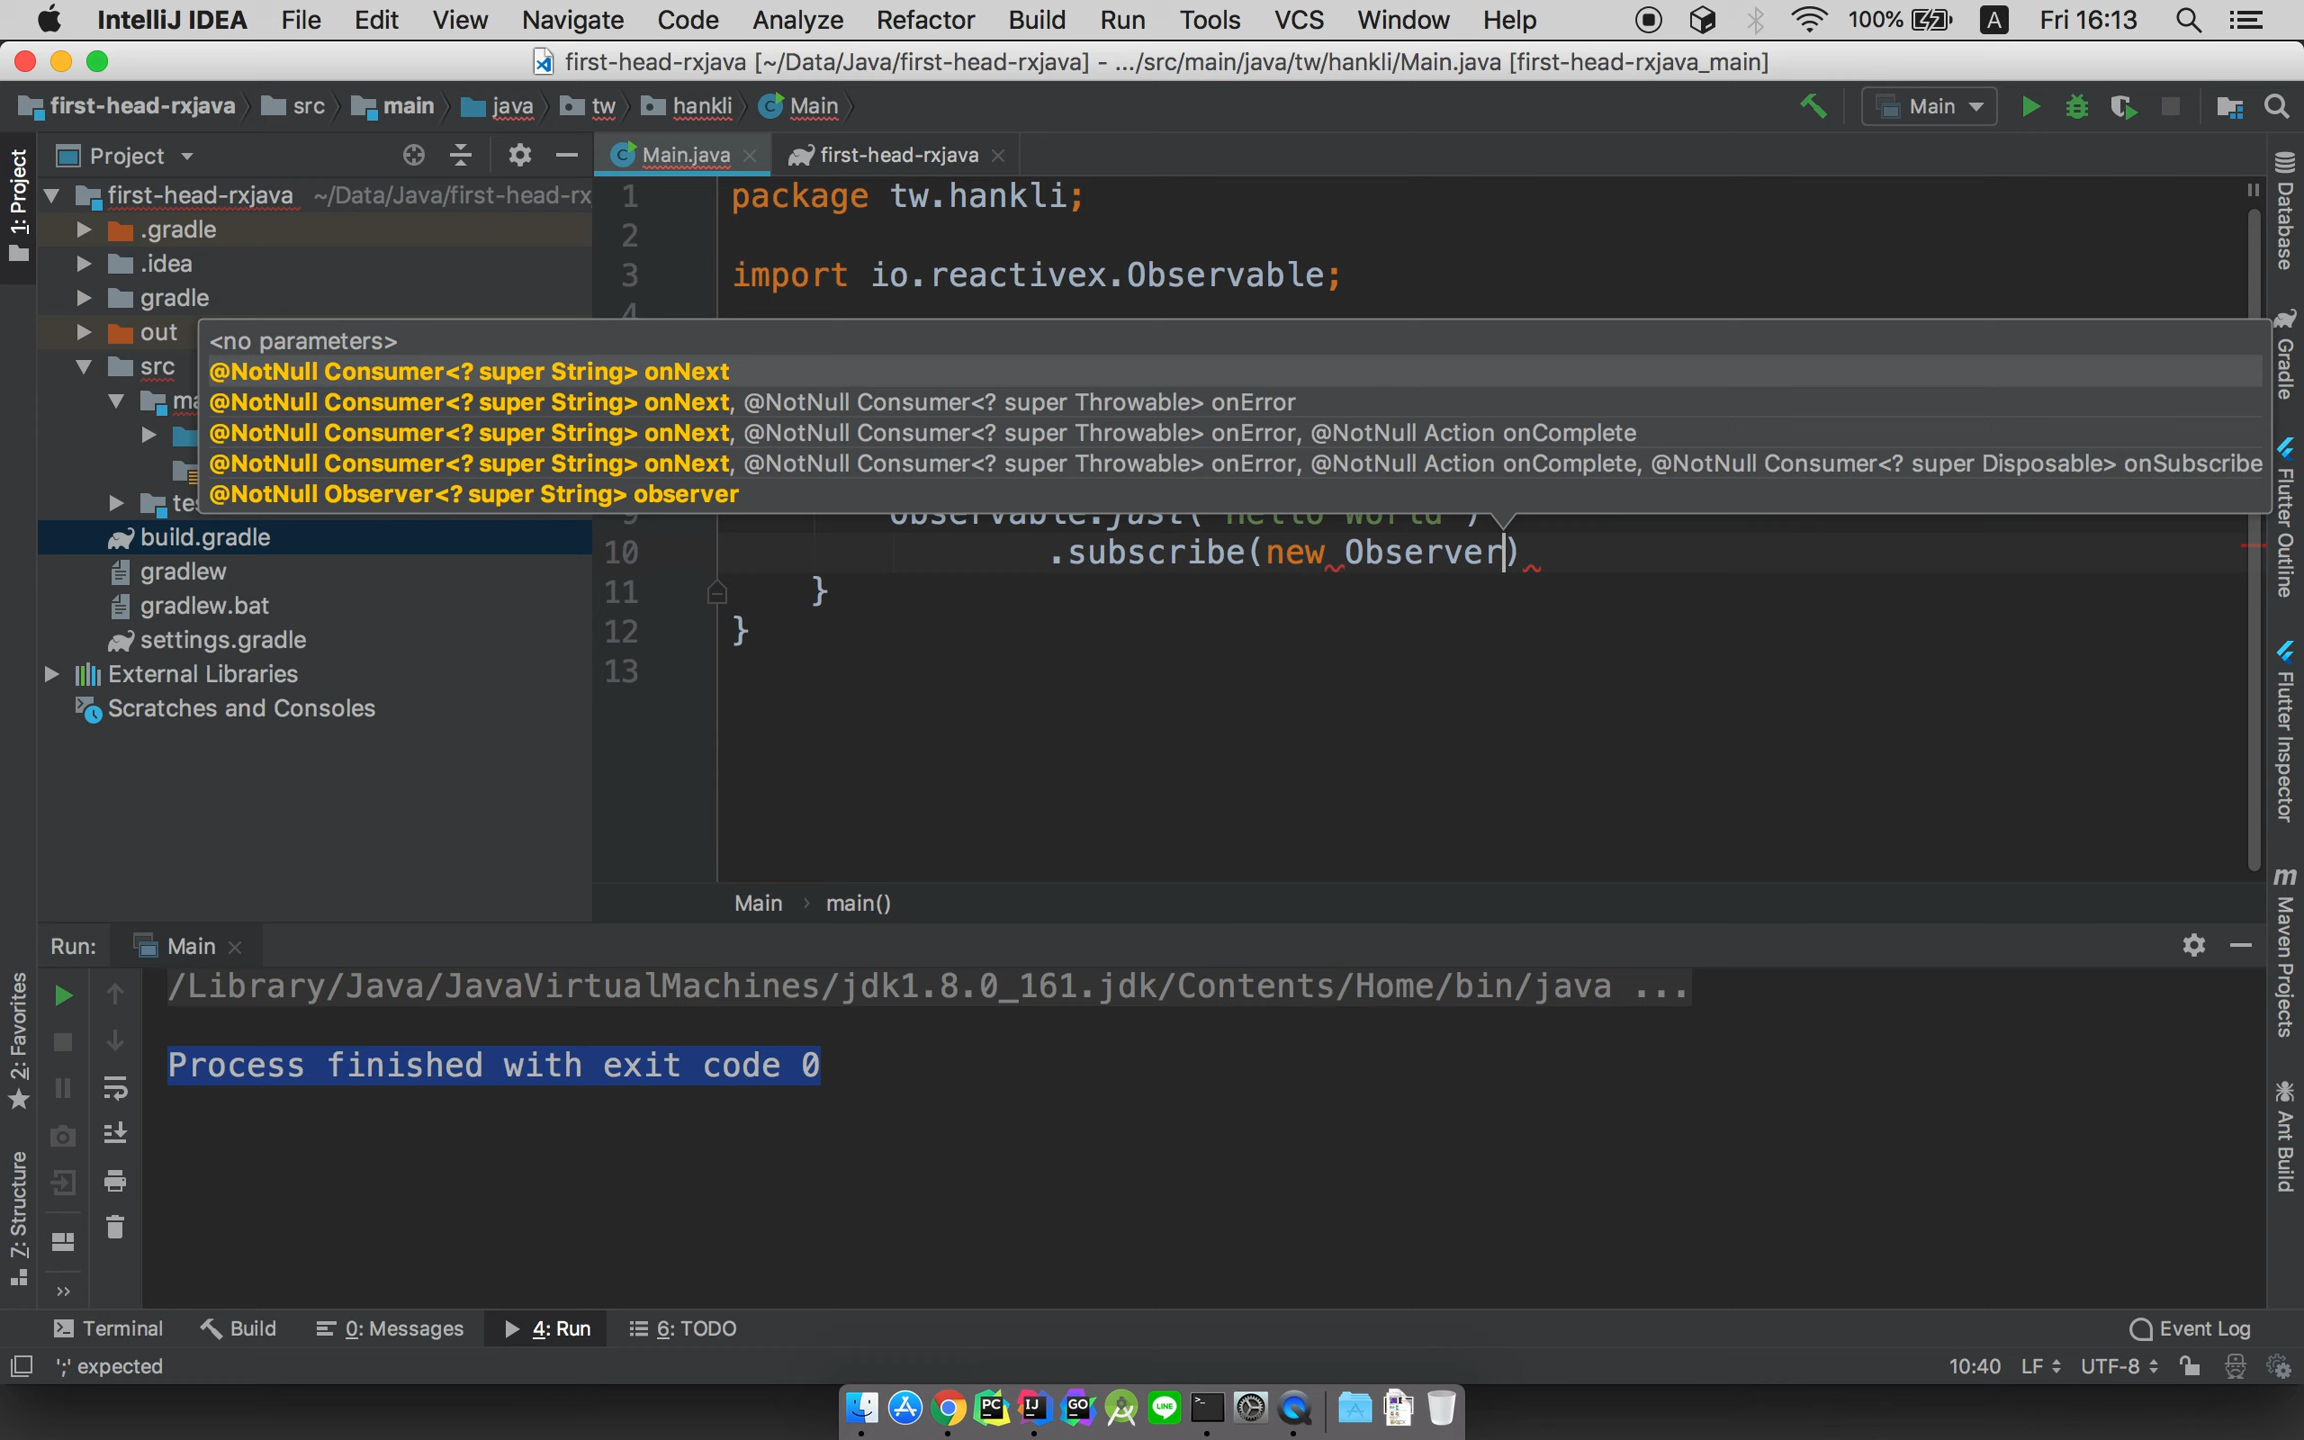 IntelliJ IDEA File Edit View Navigate Code Analyze Refactor Build Run Tools VCS Window Help 100% A Fri 16:13
first-head-rxjava [~/Data/Java/first-head-rxjava] - .../src/main/java/tw/hankli/Main.java [first-head-rxjava_main]
first-head-rxjava src main java tw hankli Main Main
1: Project
Project
Main.java first-head-rxjava
first-head-rxjava ~/Data/Java/first-head-rx
.gradle
.idea
gradle
out
src
build.gradle
gradlew
gradlew.bat
settings.gradle
External Libraries
Scratches and Consoles
1 package tw.hankli;
2
3 import io.reactivex.Observable;
4
<no parameters>
@NotNull Consumer<? super String> onNext
@NotNull Consumer<? super String> onNext, @NotNull Consumer<? super Throwable> onError
@NotNull Consumer<? super String> onNext, @NotNull Consumer<? super Throwable> onError, @NotNull Action onComplete
@NotNull Consumer<? super String> onNext, @NotNull Consumer<? super Throwable> onError, @NotNull Action onComplete, @NotNull Consumer<? super Disposable> onSubscribe
@NotNull Observer<? super String> observer
9 Observable.just("Hello World")
10 .subscribe(new Observer)
11 }
12 }
13
Main › main()
Database
Gradle
Flutter Outline
Flutter Inspector
m Maven Projects
Ant Build
Run: Main
/Library/Java/JavaVirtualMachines/jdk1.8.0_161.jdk/Contents/Home/bin/java ...
Process finished with exit code 0
2: Favorites
7: Structure
Terminal Build 0: Messages 4: Run 6: TODO Event Log
';' expected 10:40 LF UTF-8
PC IJ GO LINE